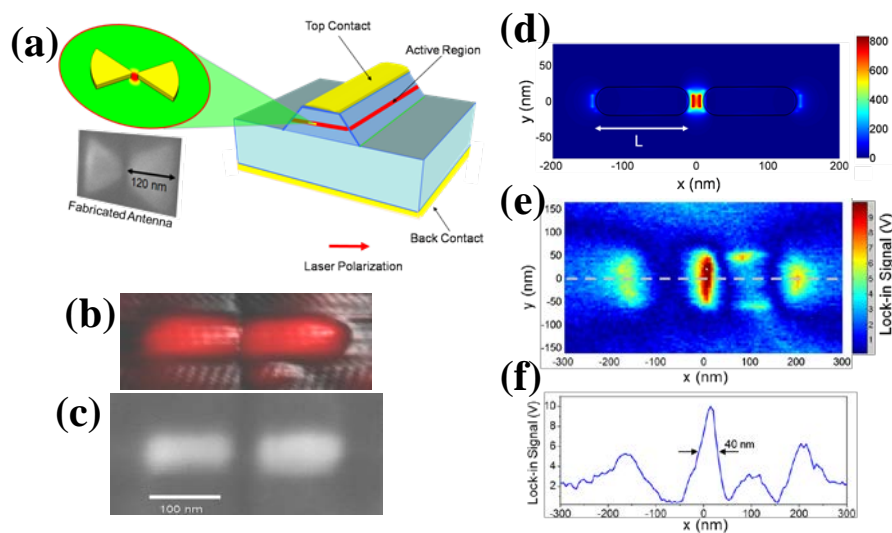 (a)
Top Contact
Active Region
120 nm
Fabricated Antenna
Back Contact
Laser Polarization
(b)
(c)
100 nm
(d)
y (nm)
50
0
-50
L
-200
-100
0
100
200
x (nm)
800
600
400
200
0
(e)
y (nm)
150
100
50
0
-50
-100
-150
-300
-200
-100
0
100
200
300
x (nm)
Lock-in Signal (V)
10
9
8
7
6
5
4
3
2
1
(f)
Lock-in Signal (V)
10
8
6
4
2
40 nm
-300
-200
-100
0
100
200
300
x (nm)